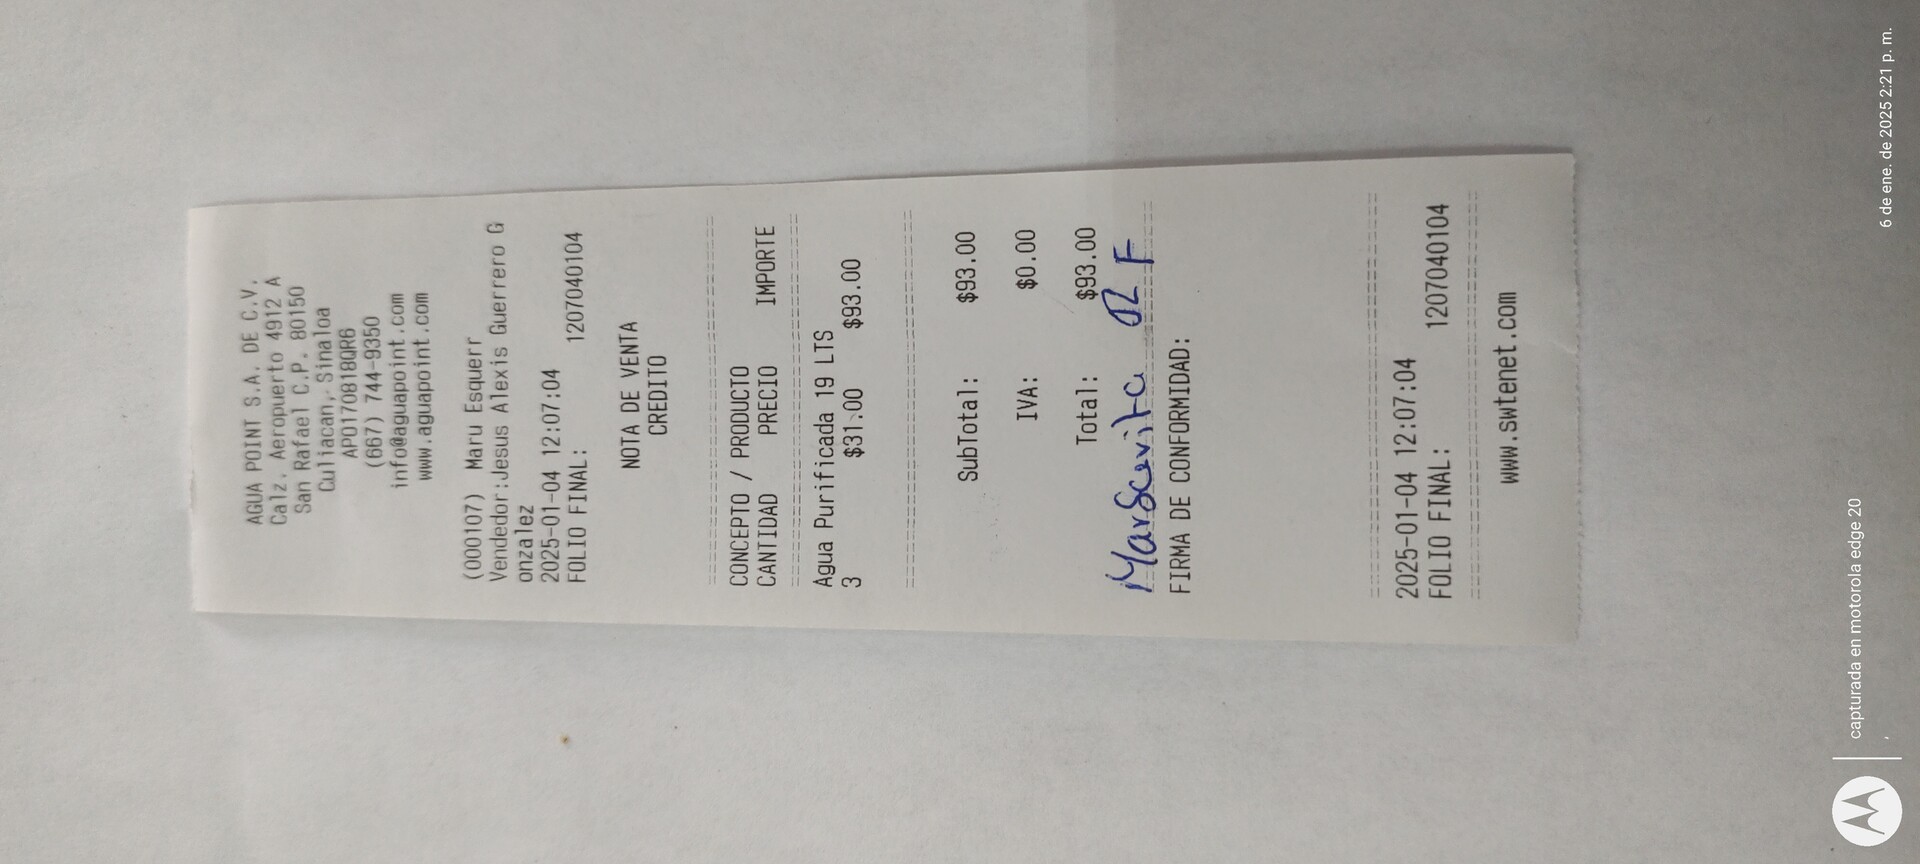 AGUA POINT S.A. DE C.V.
Calz. Aeropuerto 4912 A
San Rafael C.P. 80150
Culiacan, Sinaloa
APO170818QR6
(667) 744-9350
info@aguapoint.com
www.aguapoint.com
(000107) Maru Esquerr
Vendedor:Jesus Alexis Guerrero G
onzalez
2025-01-04 12:07:04
FOLIO FINAL: 1207040104
NOTA DE VENTA
CREDITO
CONCEPTO / PRODUCTO
CANTIDAD PRECIO IMPORTE
Agua Purificada 19 LTS
3 $31.00 $93.00
SubTotal: $93.00
IVA: $0.00
Total: $93.00
FIRMA DE CONFORMIDAD:
2025-01-04 12:07:04
FOLIO FINAL: 1207040104
www.swtenet.com
capturada en motorola edge 20
6 de ene. de 2025 2:21 p. m.